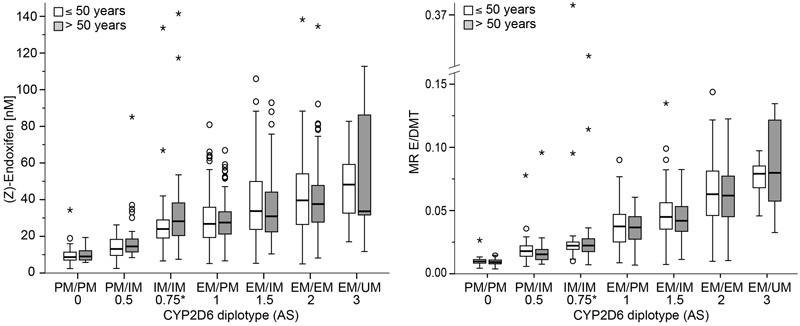 (Z)-Endoxifen [nM]
140
120
100
80
60
40
20
0
≤ 50 years
> 50 years
PM/PM PM/IM IM/IM EM/PM EM/IM EM/EM EM/UM
0 0.5 0.75* 1 1.5 2 3
CYP2D6 diplotype (AS)
MR E/DMT
0.37
0.15
0.10
0.05
0.00
≤ 50 years
> 50 years
PM/PM PM/IM IM/IM EM/PM EM/IM EM/EM EM/UM
0 0.5 0.75* 1 1.5 2 3
CYP2D6 diplotype (AS)